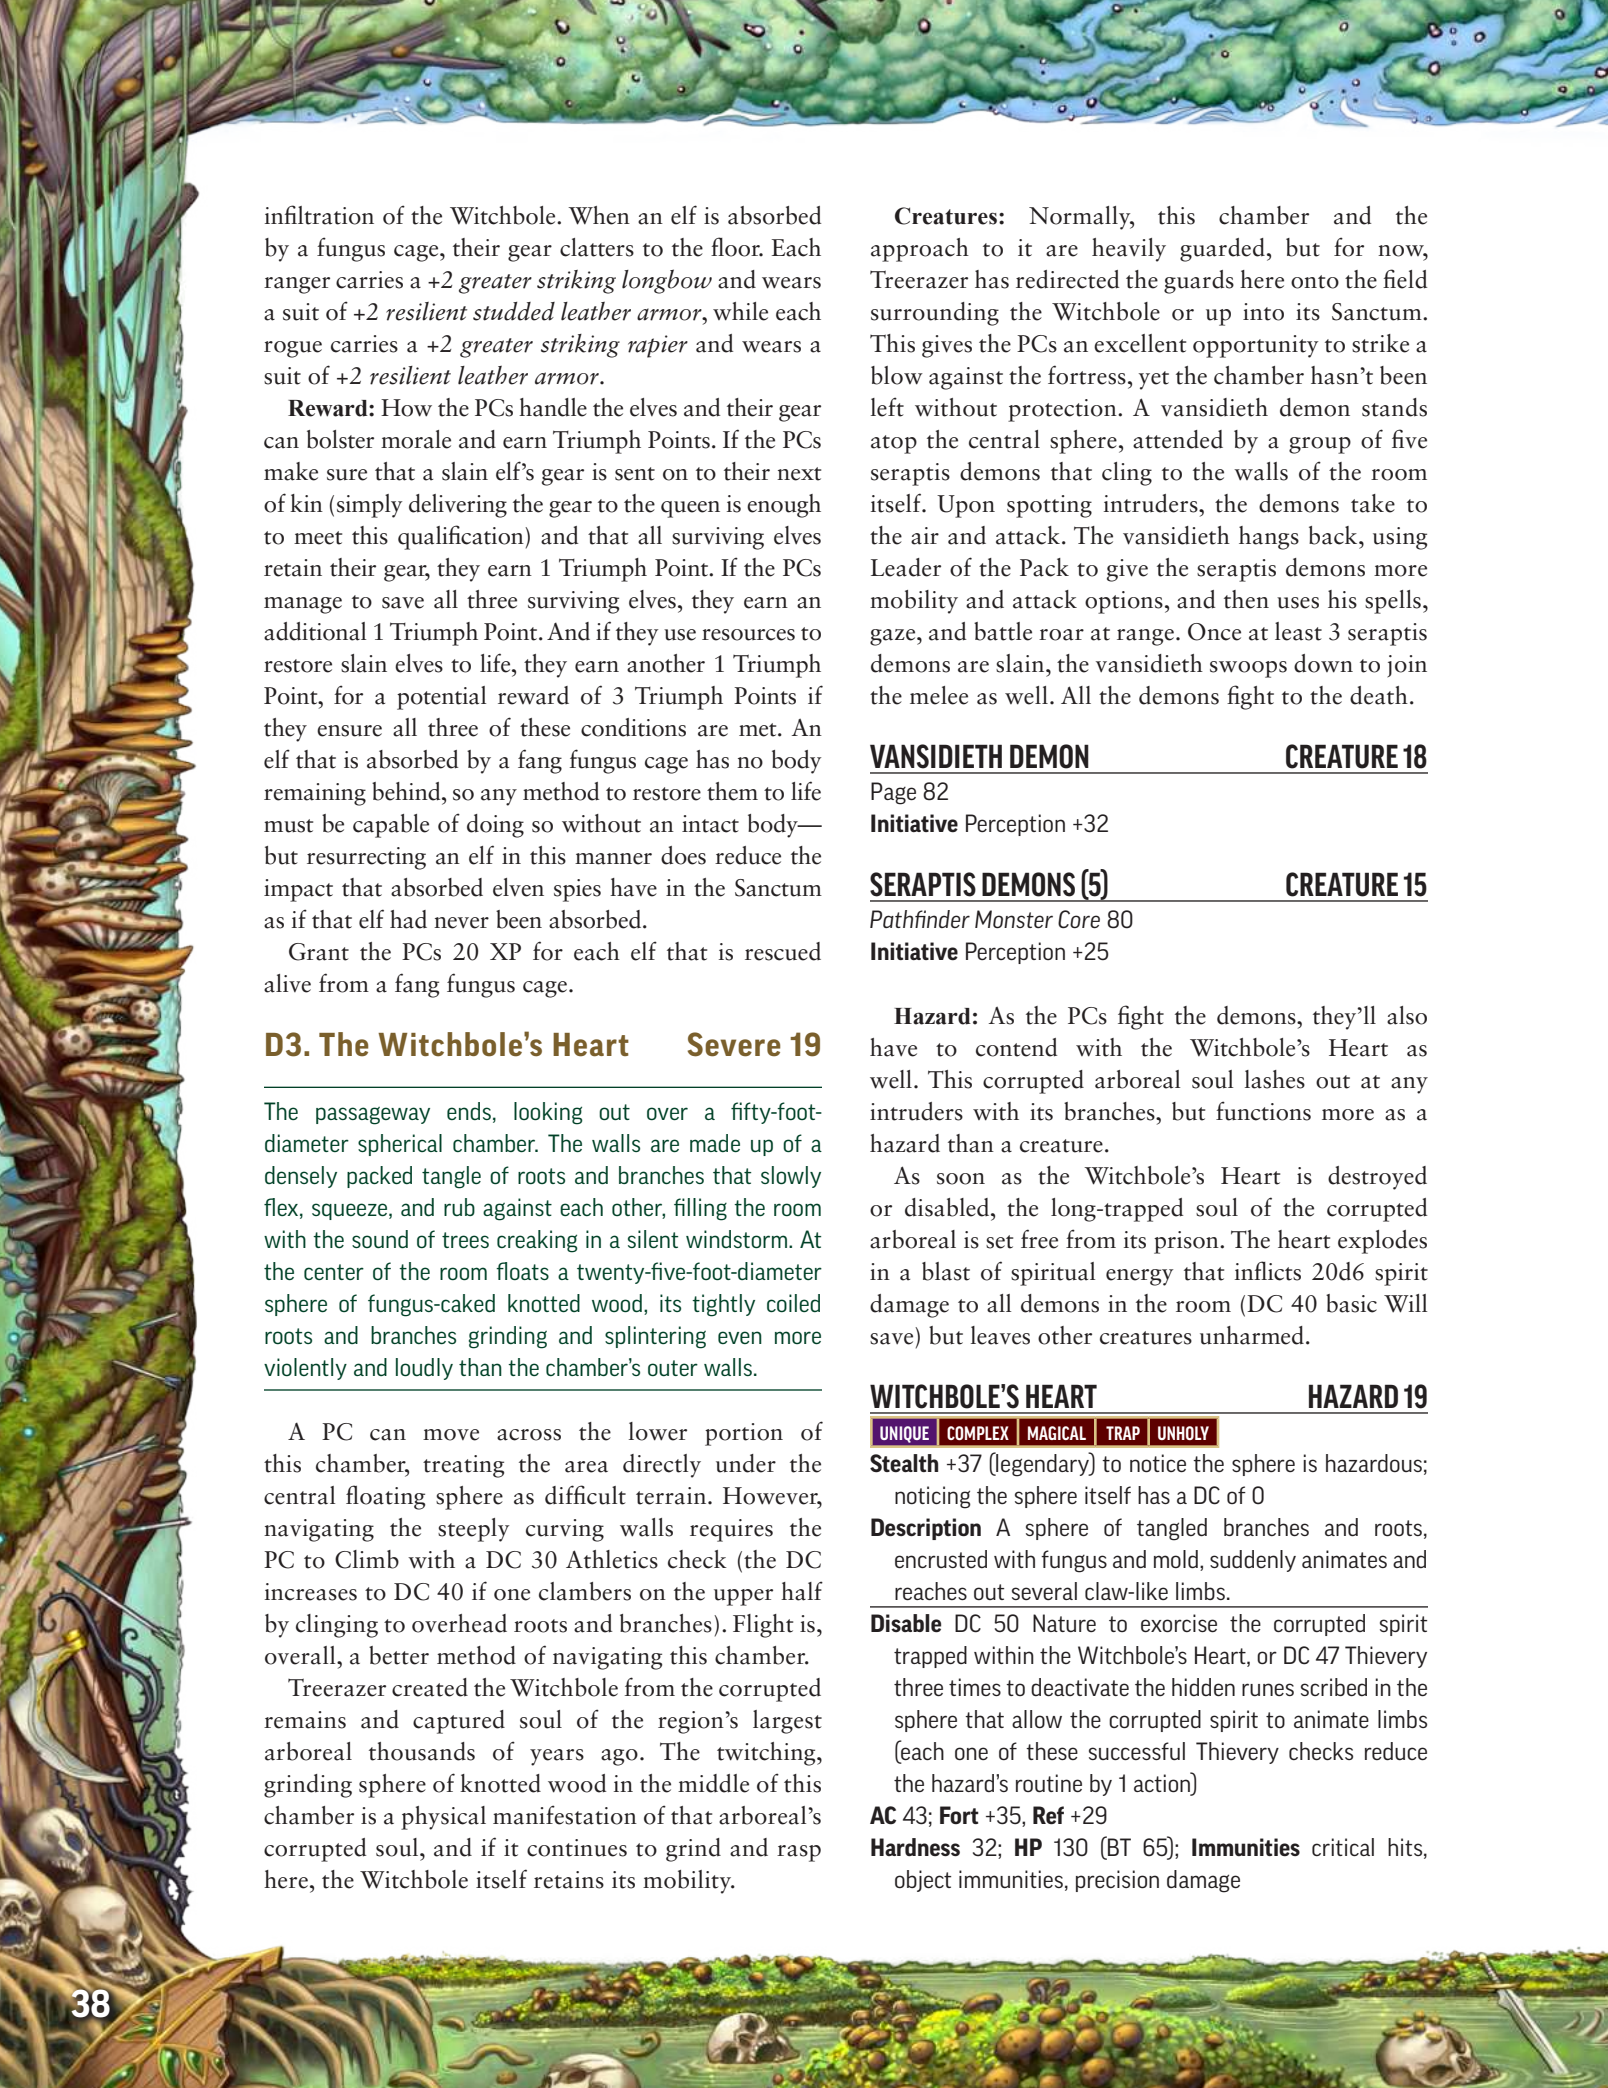 infiltration of the Witchbole. When an elf is absorbed
by a fungus cage, their gear clatters to the floor. Each
ranger carries a +2 greater striking longbow and wears
a suit of +2 resilient studded leather armor, while each
rogue carries a +2 greater striking rapier and wears a
suit of +2 resilient leather armor.
Reward: How the PCs handle the elves and their gear
can bolster morale and earn Triumph Points. If the PCs
make sure that a slain elf’s gear is sent on to their next
of kin (simply delivering the gear to the queen is enough
to meet this qualification) and that all surviving elves
retain their gear, they earn 1 Triumph Point. If the PCs
manage to save all three surviving elves, they earn an
additional 1 Triumph Point. And if they use resources to
restore slain elves to life, they earn another 1 Triumph
Point, for a potential reward of 3 Triumph Points if
they ensure all three of these conditions are met. An
elf that is absorbed by a fang fungus cage has no body
remaining behind, so any method to restore them to life
must be capable of doing so without an intact body—
but resurrecting an elf in this manner does reduce the
impact that absorbed elven spies have in the Sanctum
as if that elf had never been absorbed.
Grant the PCs 20 XP for each elf that is rescued
alive from a fang fungus cage.
D3. The Witchbole’s Heart Severe 19
The passageway ends, looking out over a fifty-foot-
diameter spherical chamber. The walls are made up of a
densely packed tangle of roots and branches that slowly
flex, squeeze, and rub against each other, filling the room
with the sound of trees creaking in a silent windstorm. At
the center of the room floats a twenty-five-foot-diameter
sphere of fungus-caked knotted wood, its tightly coiled
roots and branches grinding and splintering even more
violently and loudly than the chamber’s outer walls.
A PC can move across the lower portion of
this chamber, treating the area directly under the
central floating sphere as difficult terrain. However,
navigating the steeply curving walls requires the
PC to Climb with a DC 30 Athletics check (the DC
increases to DC 40 if one clambers on the upper half
by clinging to overhead roots and branches). Flight is,
overall, a better method of navigating this chamber.
Treerazer created the Witchbole from the corrupted
remains and captured soul of the region’s largest
arboreal thousands of years ago. The twitching,
grinding sphere of knotted wood in the middle of this
chamber is a physical manifestation of that arboreal’s
corrupted soul, and if it continues to grind and rasp
here, the Witchbole itself retains its mobility.
Creatures: Normally, this chamber and the
approach to it are heavily guarded, but for now,
Treerazer has redirected the guards here onto the field
surrounding the Witchbole or up into its Sanctum.
This gives the PCs an excellent opportunity to strike a
blow against the fortress, yet the chamber hasn’t been
left without protection. A vansidieth demon stands
atop the central sphere, attended by a group of five
seraptis demons that cling to the walls of the room
itself. Upon spotting intruders, the demons take to
the air and attack. The vansidieth hangs back, using
Leader of the Pack to give the seraptis demons more
mobility and attack options, and then uses his spells,
gaze, and battle roar at range. Once at least 3 seraptis
demons are slain, the vansidieth swoops down to join
the melee as well. All the demons fight to the death.
VANSIDIETH DEMON CREATURE 18
Page 82
Initiative Perception +32
SERAPTIS DEMONS (5) CREATURE 15
Pathfinder Monster Core 80
Initiative Perception +25
Hazard: As the PCs fight the demons, they’ll also
have to contend with the Witchbole’s Heart as
well. This corrupted arboreal soul lashes out at any
intruders with its branches, but functions more as a
hazard than a creature.
As soon as the Witchbole’s Heart is destroyed
or disabled, the long-trapped soul of the corrupted
arboreal is set free from its prison. The heart explodes
in a blast of spiritual energy that inflicts 20d6 spirit
damage to all demons in the room (DC 40 basic Will
save) but leaves other creatures unharmed.
WITCHBOLE’S HEART HAZARD 19
UNIQUE COMPLEX MAGICAL TRAP UNHOLY
Stealth +37 (legendary) to notice the sphere is hazardous;
noticing the sphere itself has a DC of 0
Description A sphere of tangled branches and roots,
encrusted with fungus and mold, suddenly animates and
reaches out several claw-like limbs.
Disable DC 50 Nature to exorcise the corrupted spirit
trapped within the Witchbole’s Heart, or DC 47 Thievery
three times to deactivate the hidden runes scribed in the
sphere that allow the corrupted spirit to animate limbs
(each one of these successful Thievery checks reduce
the hazard’s routine by 1 action)
AC 43; Fort +35, Ref +29
Hardness 32; HP 130 (BT 65); Immunities critical hits,
object immunities, precision damage
38